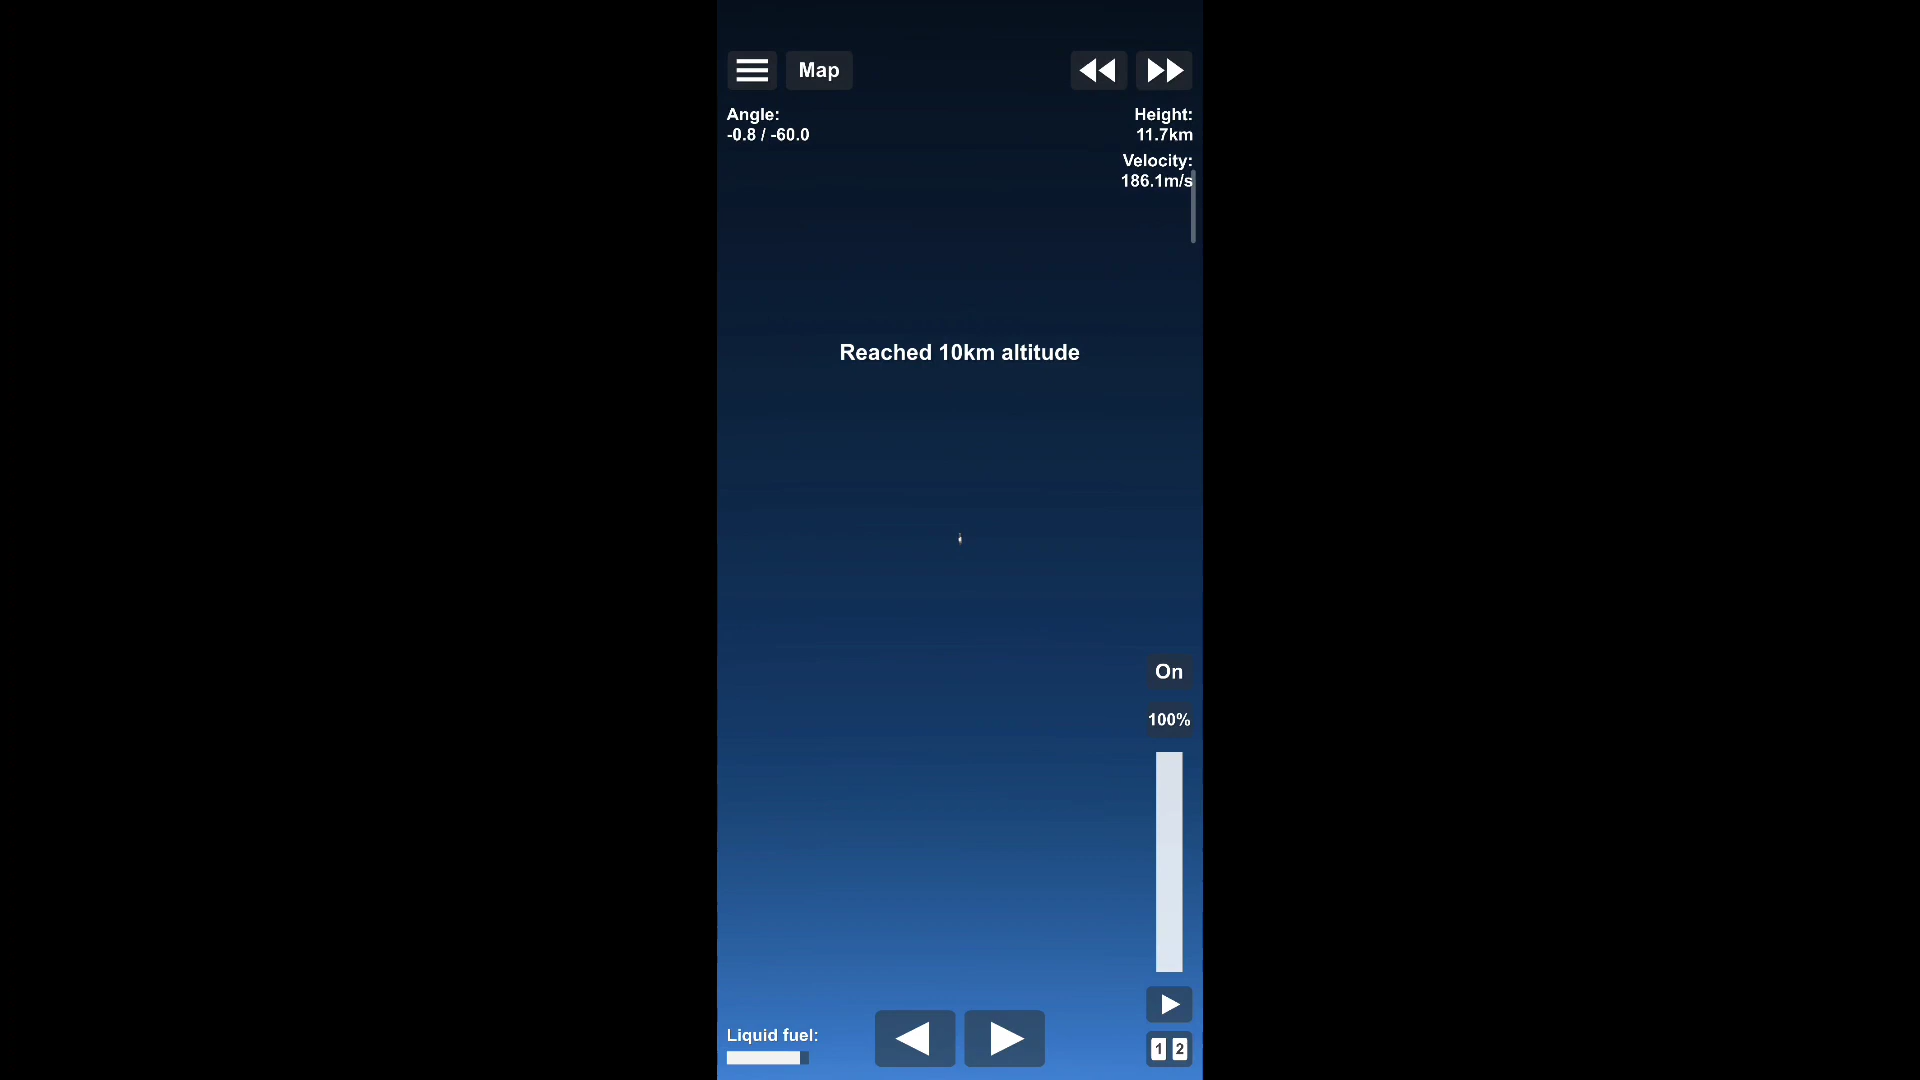 Map
Angle:
-0.8 / -60.0
Height:
11.7km
Velocity:
186.1m/s
Reached 10km altitude
On
100%
Liquid fuel:
1 2